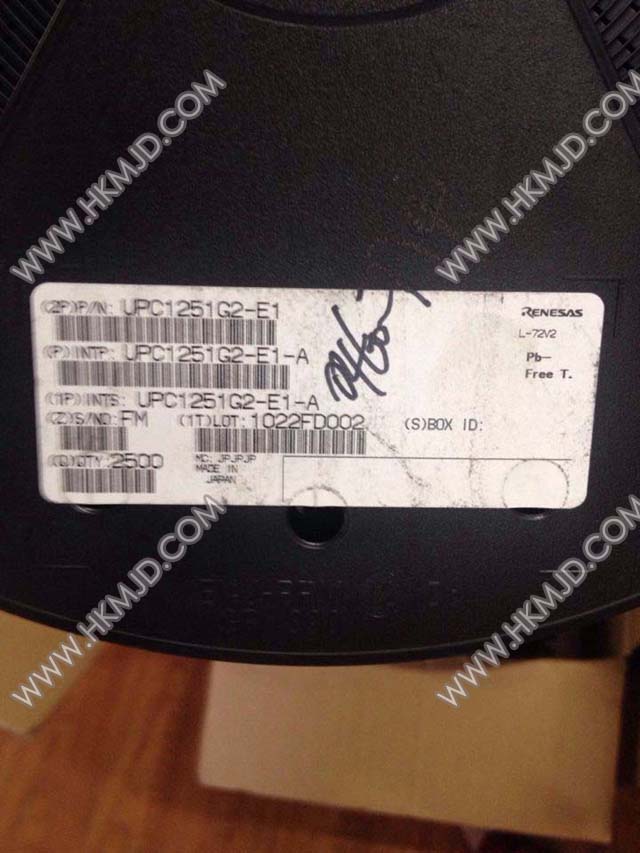 WWW.HKMJD.COM
WWW.HKMJD.COM
(2P)P/N: UPC1251G2-E1
RENESAS
(P)INTP: UPC1251G2-E1-A
L-72V2
Pb-
Free T.
(1P)INTS: UPC1251G2-E1-A
(Z)S/NO: FM
(1T)LOT: 1022FD002
(S)BOX ID:
(Q)QTY: 2500
MC: JPJPJP
MADE IN
JAPAN
WWW.HKMJD.COM
WWW.HKMJD.COM